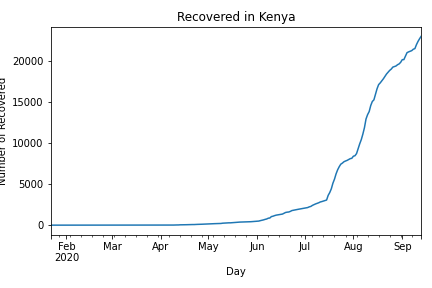 Recovered in Kenya
Number of Recovered
20000
15000
10000
5000
0
Feb Mar Apr May Jun Jul Aug Sep
2020
Day